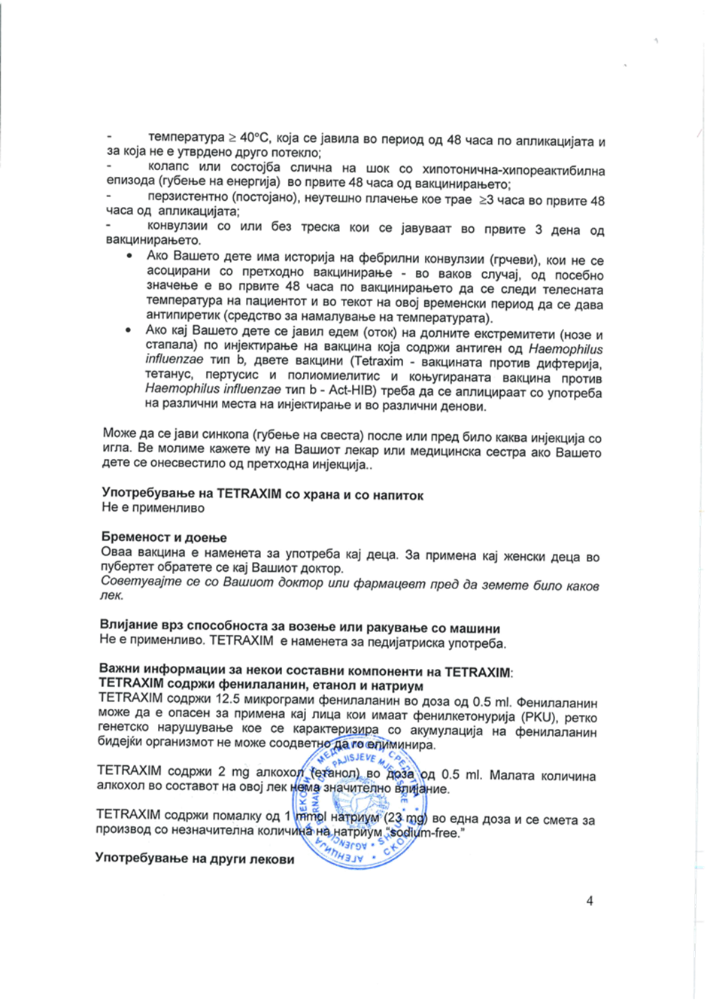 - температура ≥ 40°C, која се јавила во период од 48 часа по апликацијата и
за која не е утврдено друго потекло;
- колапс или состојба слична на шок со хипотонична-хипореактибилна
епизода (губење на енергија) во првите 48 часа од вакцинирањето;
- перзистентно (постојано), неутешно плачење кое трае ≥3 часа во првите 48
часа од апликацијата;
- конвулзии со или без треска кои се јавуваат во првите 3 дена од
вакцинирањето.
• Ако Вашето дете има историја на фебрилни конвулзии (грчеви), кои не се
асоцирани со претходно вакцинирање - во ваков случај, од посебно
значење е во првите 48 часа по вакцинирањето да се следи телесната
температура на пациентот и во текот на овој временски период да се дава
антипиретик (средство за намалување на температурата).
• Ако кај Вашето дете се јавил едем (оток) на долните екстремитети (нозе и
стапала) по инјектирање на вакцина која содржи антиген од Haemophilus
influenzae тип b, двете вакцини (Tetraxim - вакцината против дифтерија,
тетанус, пертусис и полиомиелитис и коњугираната вакцина против
Haemophilus influenzae тип b - Act-HIB) треба да се аплицираат со употреба
на различни места на инјектирање и во различни денови.
Може да се јави синкопа (губење на свеста) после или пред било каква инјекција со
игла. Ве молиме кажете му на Вашиот лекар или медицинска сестра ако Вашето
дете се онесвестило од претходна инјекција..
Употребување на TETRAXIM со храна и со напиток
Не е применливо
Бременост и доење
Оваа вакцина е наменета за употреба кај деца. За примена кај женски деца во
пубертет обратете се кај Вашиот доктор.
Советувајте се со Вашиот доктор или фармацевт пред да земете било каков
лек.
Влијание врз способноста за возење или ракување со машини
Не е применливо. TETRAXIM е наменета за педијатриска употреба.
Важни информации за некои составни компоненти на TETRAXIM:
TETRAXIM содржи фенилаланин, етанол и натриум
TETRAXIM содржи 12.5 микрограми фенилаланин во доза од 0.5 ml. Фенилаланин
може да е опасен за примена кај лица кои имаат фенилкетонурија (PKU), ретко
генетско нарушување кое се карактеризира со акумулација на фенилаланин
бидејќи организмот не може соодветно да го елиминира.
TETRAXIM содржи 2 mg алкохол (етанол) во доза од 0.5 ml. Малата количина
алкохол во составот на овој лек нема значително влијание.
TETRAXIM содржи помалку од 1 mmol натриум (23 mg) во една доза и се смета за
производ со незначителна количина на натриум “sodium-free.”
Употребување на други лекови
4